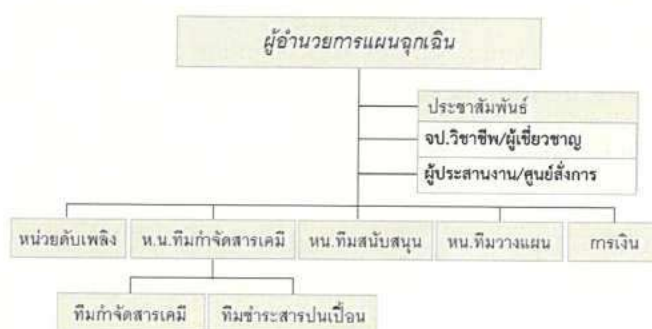 ผู้อำนวยการแผนฉุกเฉิน
ประชาสัมพันธ์
จป.วิชาชีพ/ผู้เชี่ยวชาญ
ผู้ประสานงาน/ศูนย์สั่งการ
หน่วยดับเพลิง ห.น.ทีมกำจัดสารเคมี หน.ทีมสนับสนุน หน.ทีมวางแผน การเงิน
ทีมกำจัดสารเคมี ทีมชำระสารปนเปื้อน